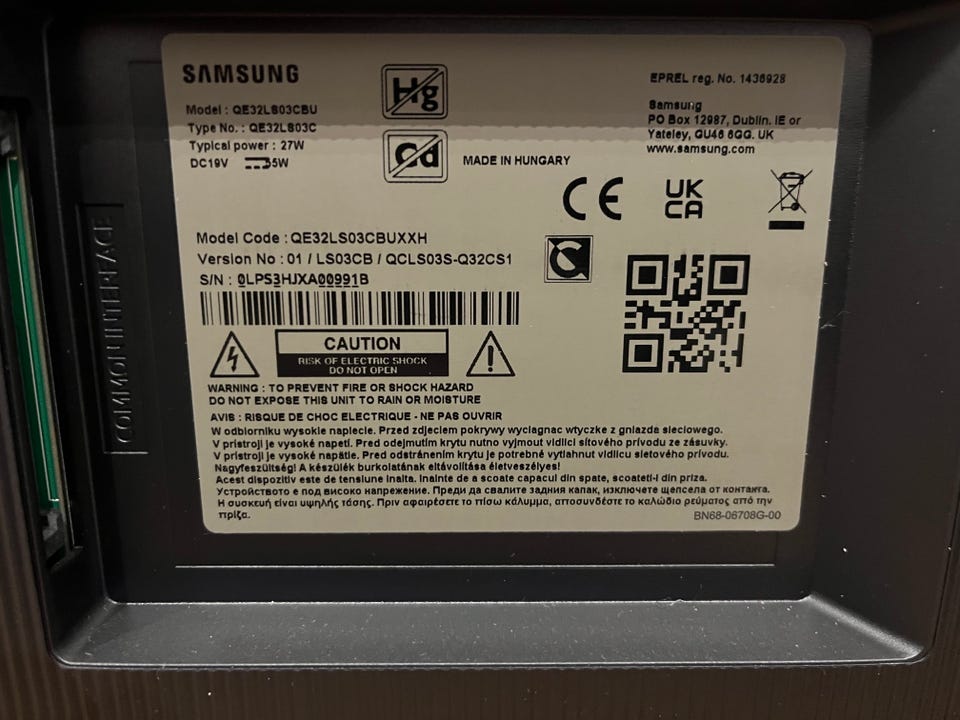 SAMSUNG
Model : QE32LS03CBU
Type No. : QE32LS03C
Typical power : 27W
DC19V 55W
Hg
Cd
MADE IN HUNGARY
EPREL reg. No. 1436928
Samsung
PO Box 12987, Dublin. IE or
Yateley, GU46 6GG. UK
www.samsung.com
CE
UK
CA
Model Code : QE32LS03CBUXXH
Version No : 01 / LS03CB / QCLS03S-Q32CS1
S/N : 0LPS3HJXA00991B
CAUTION
RISK OF ELECTRIC SHOCK
DO NOT OPEN
WARNING : TO PREVENT FIRE OR SHOCK HAZARD
DO NOT EXPOSE THIS UNIT TO RAIN OR MOISTURE
AVIS : RISQUE DE CHOC ELECTRIQUE - NE PAS OUVRIR
W odborniku wysokie napiecie. Przed zdjeciem pokrywy wyciagnac wtyczke z gniazda sieciowego.
V prístroji je vysoké napetí. Pred odejmutím krytu nutno vyjmout vidlici sítového prívodu ze zásuvky.
V prístroji je vysoké napätie. Pred odstránením krytu je potrebné vytiahnut vidlicu sietového prívodu.
Nagyfeszültség! A készülék burkolatának eltávolítása életveszélyes!
Acest dispozitiv este de tensiune inalta. Inainte de a scoate capacul din spate, scoateti-l din priza.
Устройството е под високо напрежение. Преди да свалите задния капак, изключете щепсела от контакта.
Η συσκευή είναι υψηλής τάσης. Πριν αφαιρέσετε το πίσω κάλυμμα, αποσυνδέστε το καλώδιο ρεύματος από την
πρίζα.
BN68-06708G-00
COMMON INTERFACE